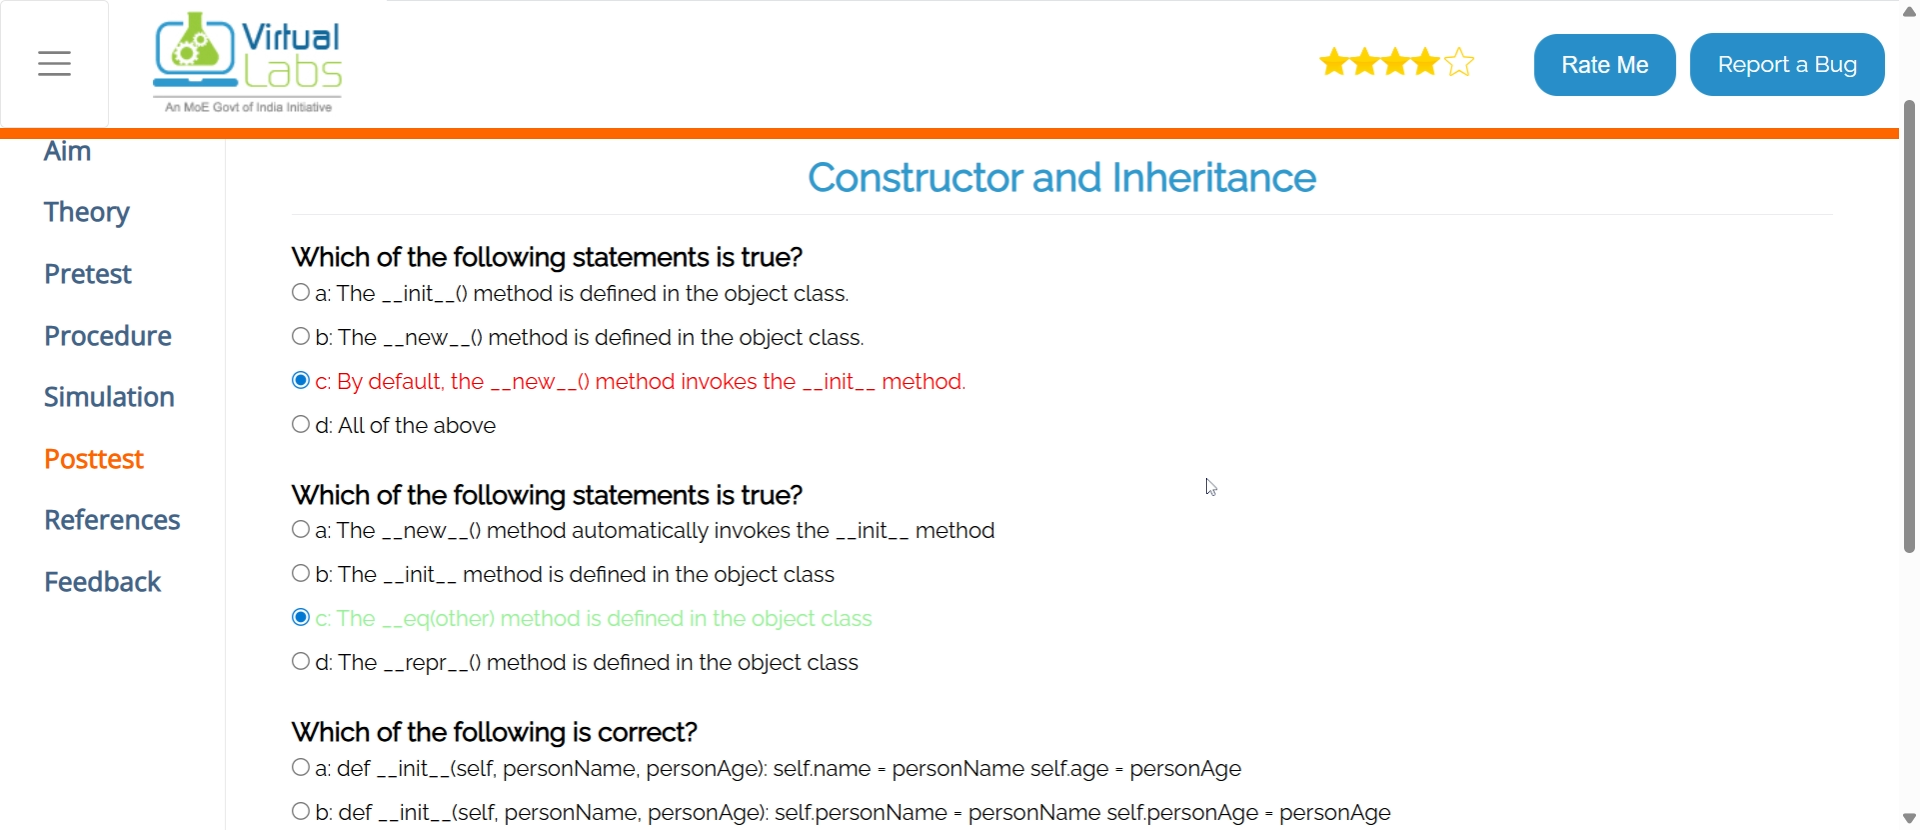 Virtual
Labs
An MoE Govt of India Initiative
Rate Me
Report a Bug
Aim
Theory
Pretest
Procedure
Simulation
Posttest
References
Feedback
Constructor and Inheritance
Which of the following statements is true?
a: The __init__() method is defined in the object class.
b: The __new__() method is defined in the object class.
c: By default, the __new__() method invokes the __init__ method.
d: All of the above
Which of the following statements is true?
a: The __new__() method automatically invokes the __init__ method
b: The __init__ method is defined in the object class
c: The __eq(other) method is defined in the object class
d: The __repr__() method is defined in the object class
Which of the following is correct?
a: def __init__(self, personName, personAge): self.name = personName self.age = personAge
b: def __init__(self, personName, personAge): self.personName = personName self.personAge = personAge